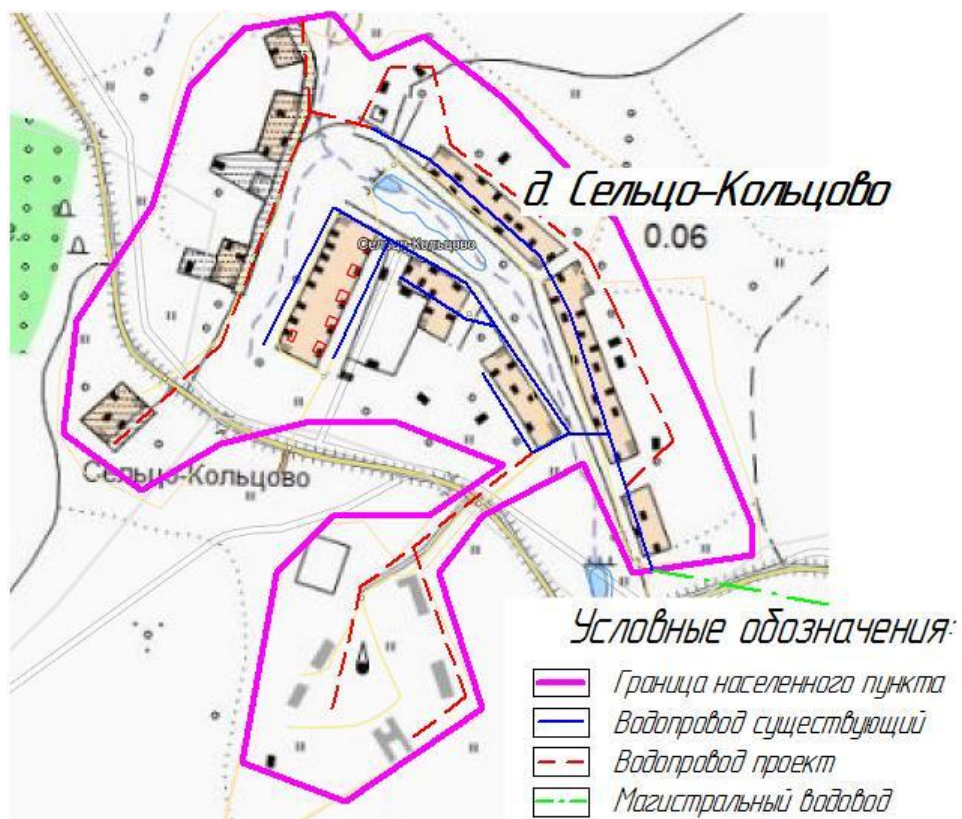 д. Сельцо-Кольцово
0.06
Сельцо-Кольцово
Сельцо-Кольцово
Условные обозначения:
Граница населенного пункта
Водопровод существующий
Водопровод проект
Магистральный водовод